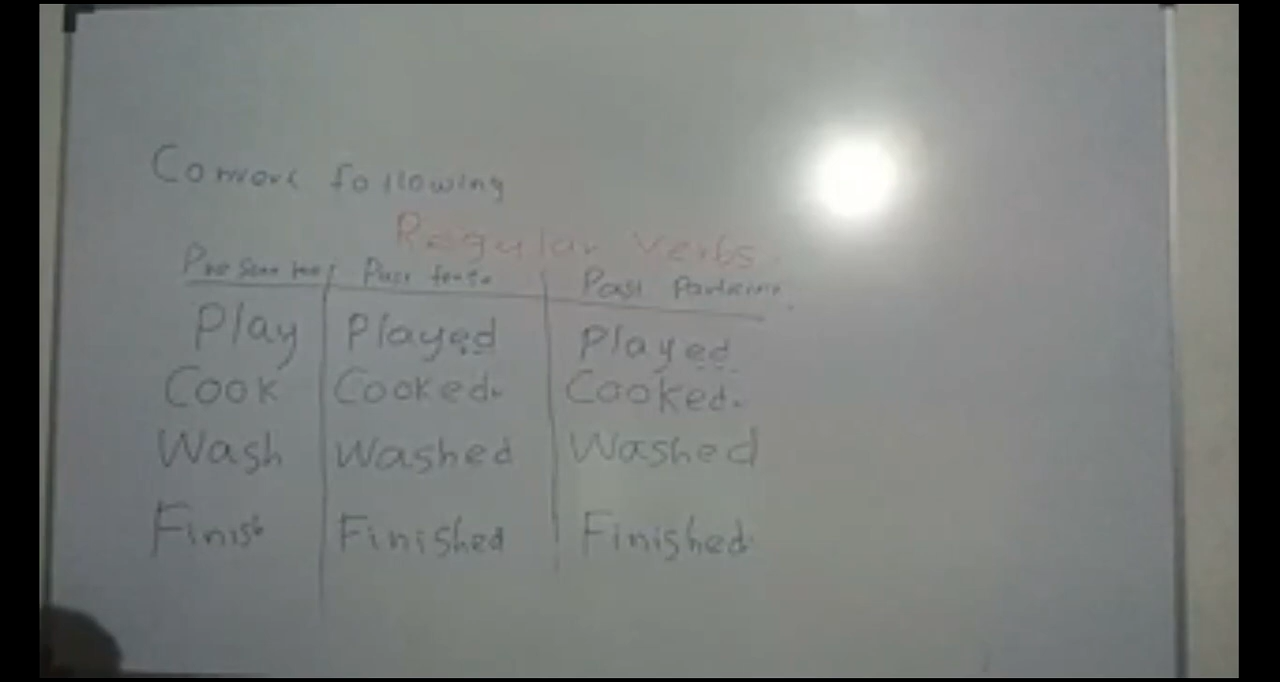 Convert following
Regular Verbs.
Present tense Past tense Past Participle.
Play Played Played.
Cook Cooked. Cooked.
Wash Washed Washed
Finish Finished Finished.